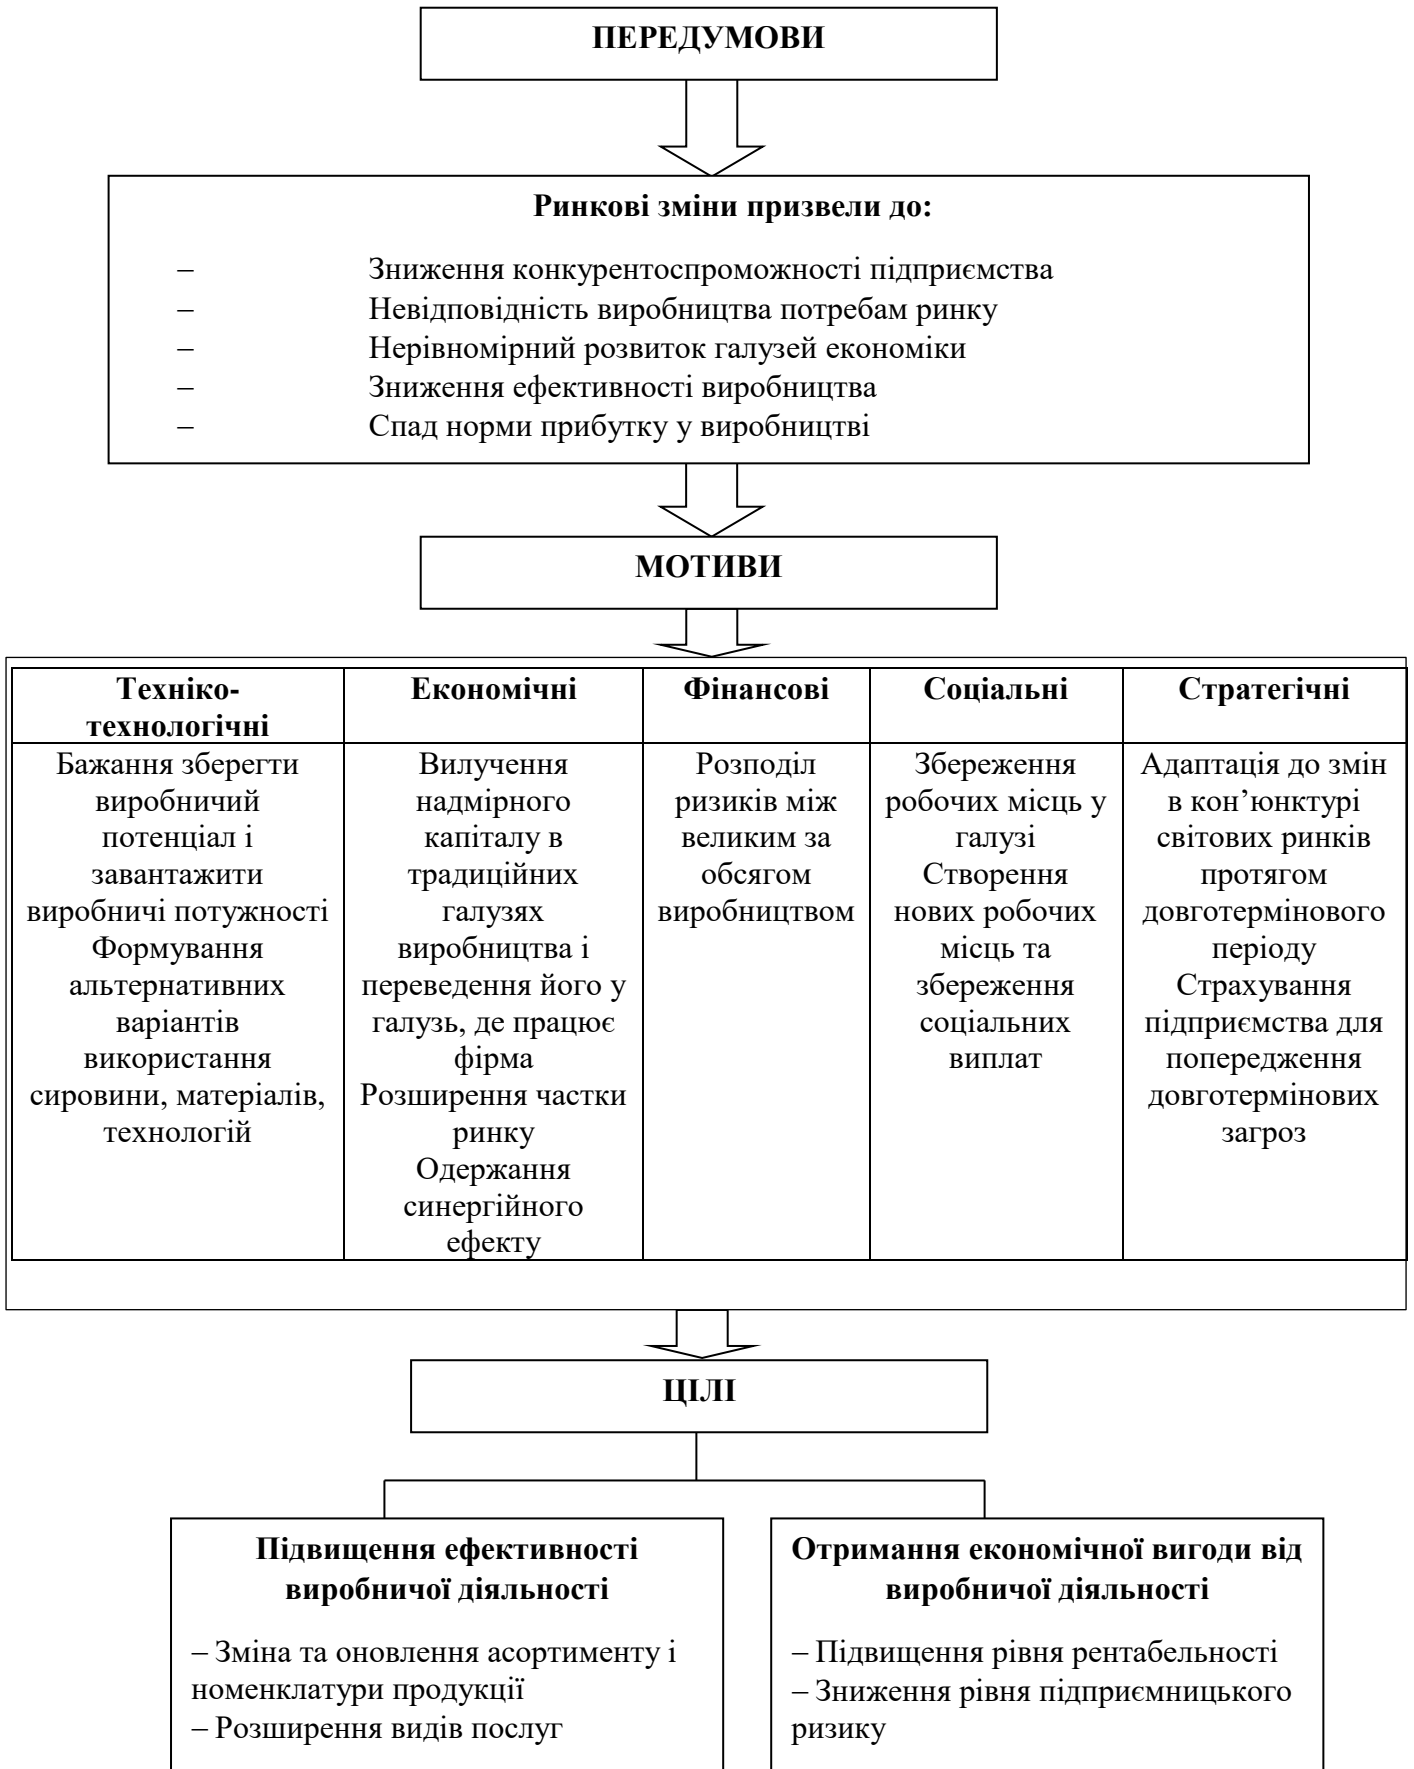 ПЕРЕДУМОВИ
Ринкові зміни призвели до:
– Зниження конкурентоспроможності підприємства
– Невідповідність виробництва потребам ринку
– Нерівномірний розвиток галузей економіки
– Зниження ефективності виробництва
– Спад норми прибутку у виробництві
МОТИВИ
Техніко-
технологічні
Економічні
Фінансові
Соціальні
Стратегічні
Бажання зберегти
виробничий
потенціал і
завантажити
виробничі потужності
Формування
альтернативних
варіантів
використання
сировини, матеріалів,
технологій
Вилучення
надмірного
капіталу в
традиційних
галузях
виробництва і
переведення його у
галузь, де працює
фірма
Розширення частки
ринку
Одержання
синергійного
ефекту
Розподіл
ризиків між
великим за
обсягом
виробництвом
Збереження
робочих місць у
галузі
Створення
нових робочих
місць та
збереження
соціальних
виплат
Адаптація до змін
в кон’юнктурі
світових ринків
протягом
довготермінового
періоду
Страхування
підприємства для
попередження
довготермінових
загроз
ЦІЛІ
Підвищення ефективності
виробничої діяльності
– Зміна та оновлення асортименту і
номенклатури продукції
– Розширення видів послуг
Отримання економічної вигоди від
виробничої діяльності
– Підвищення рівня рентабельності
– Зниження рівня підприємницького
ризику